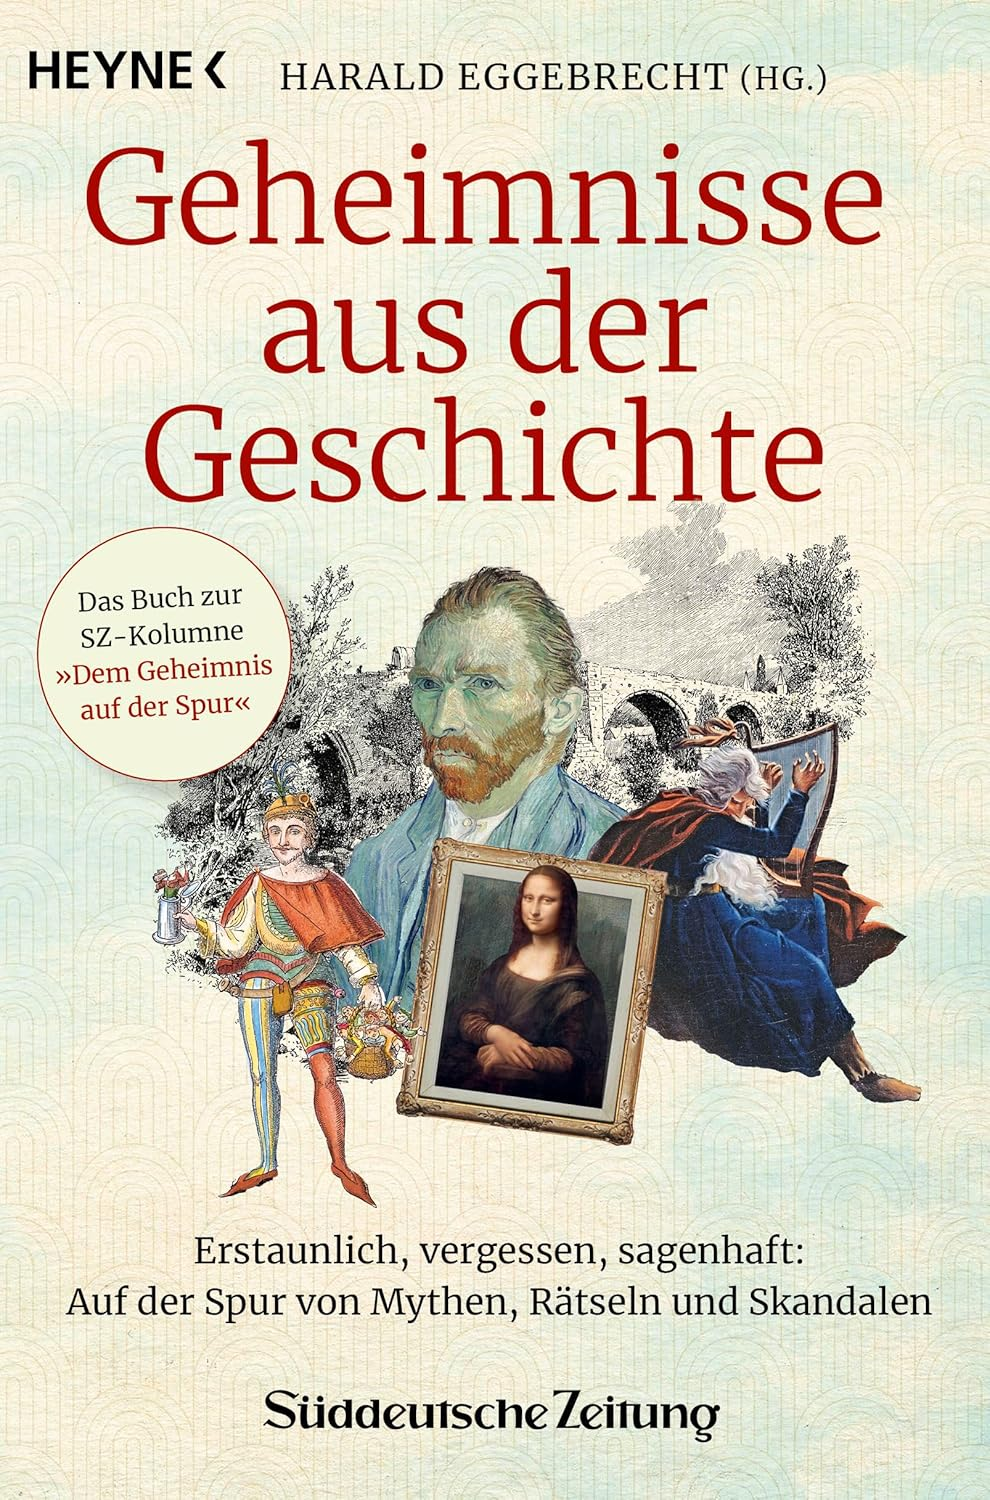 HEYNE
HARALD EGGEBRECHT (HG.)
Geheimnisse
aus der
Geschichte
Das Buch zur
SZ-Kolumne
»Dem Geheimnis
auf der Spur«
Erstaunlich, vergessen, sagenhaft:
Auf der Spur von Mythen, Rätseln und Skandalen
Süddeutsche Zeitung